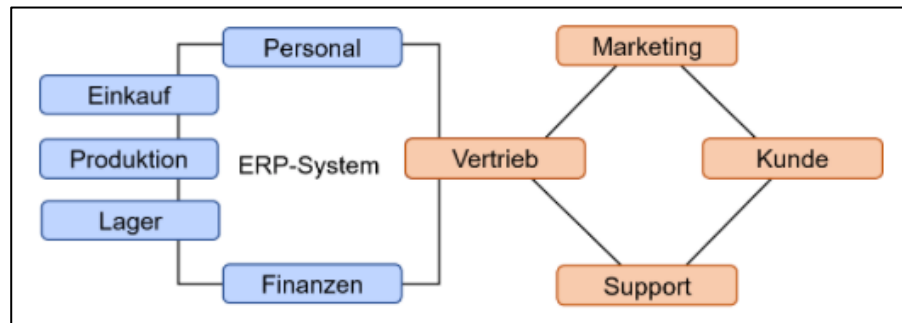 Personal
Marketing
Einkauf
Produktion
ERP-System
Vertrieb
Kunde
Lager
Finanzen
Support